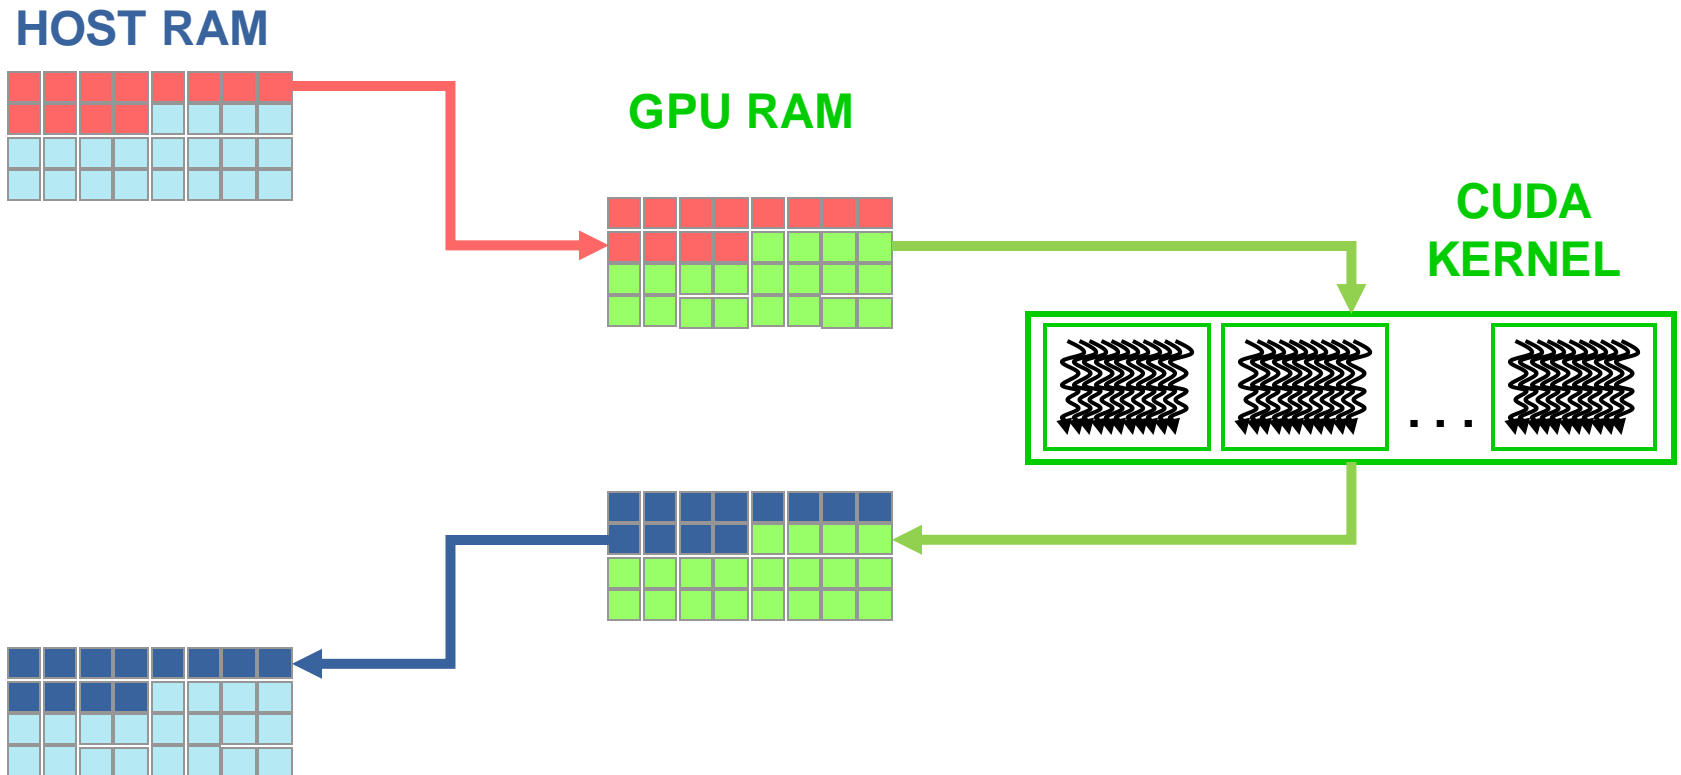 HOST RAM
GPU RAM
CUDA
KERNEL
. . .